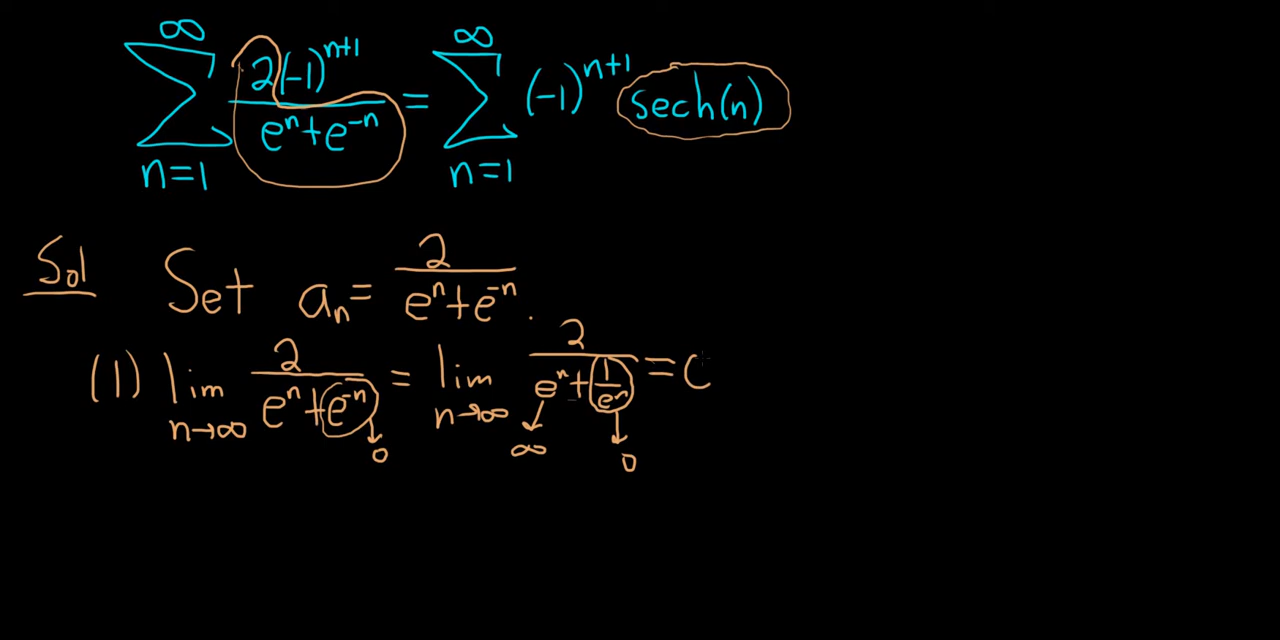 ∞ ∑ n=1 2(-1)^(n+1) / (e^n + e^-n) = ∞ ∑ n=1 (-1)^(n+1) sech(n)
Sol Set a_n = 2 / (e^n + e^-n) .
(1) lim n→∞ 2 / (e^n + e^-n) = lim n→∞ 2 / (e^n + 1/e^n) =
0 ∞ 0